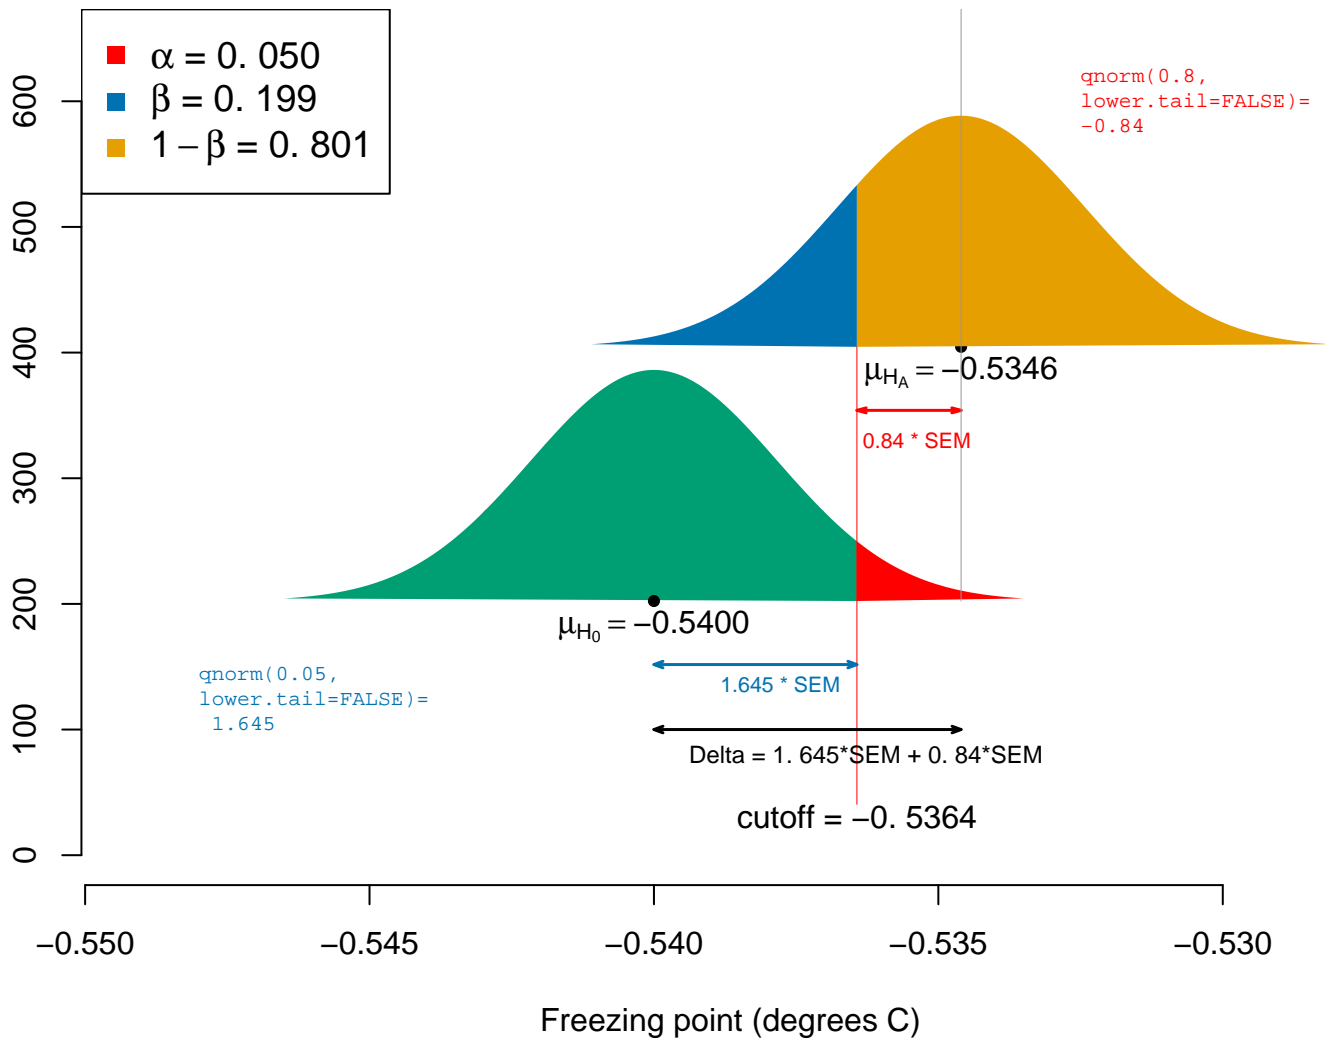 α = 0. 050
β = 0. 199
1 − β = 0. 801
qnorm(0.8,
lower.tail=FALSE)=
−0.84
600
500
400
300
200
100
0
μHA = −0.5346
0.84 * SEM
μH0 = −0.5400
qnorm(0.05,
lower.tail=FALSE)=
1.645
1.645 * SEM
Delta = 1. 645*SEM + 0. 84*SEM
cutoff = −0. 5364
−0.550 −0.545 −0.540 −0.535 −0.530
Freezing point (degrees C)